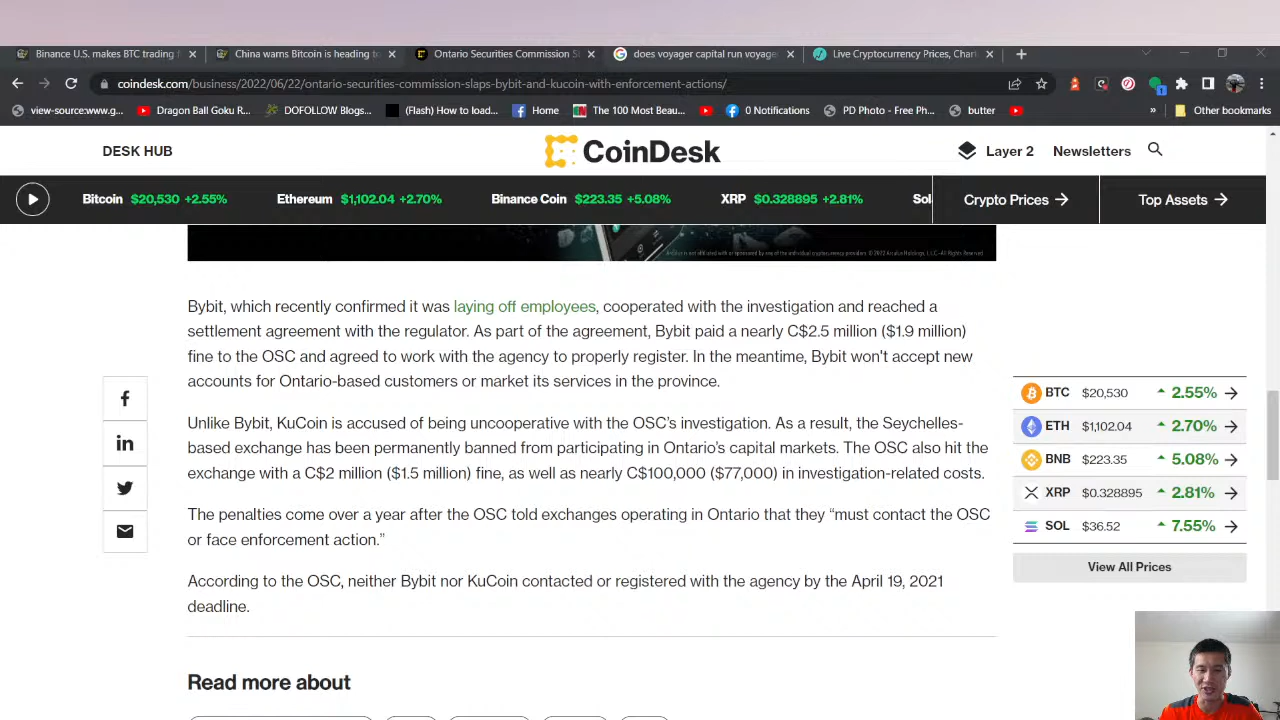 Binance U.S. makes BTC trading f
China warns Bitcoin is heading to
Ontario Securities Commission Sl
does voyager capital run voyage
Live Cryptocurrency Prices, Chart
coindesk.com/business/2022/06/22/ontario-securities-commission-slaps-bybit-and-kucoin-with-enforcement-actions/
view-source:www.g...
Dragon Ball Goku R...
DOFOLLOW Blogs...
(Flash) How to load...
Home
The 100 Most Beau...
0 Notifications
PD Photo - Free Ph...
butter
»
Other bookmarks
DESK HUB
CoinDesk
Layer 2
Newsletters
Bitcoin $20,530 +2.55%
Ethereum $1,102.04 +2.70%
Binance Coin $223.35 +5.08%
XRP $0.328895 +2.81%
Sol
Crypto Prices
Top Assets
Bybit, which recently confirmed it was laying off employees, cooperated with the investigation and reached a
settlement agreement with the regulator. As part of the agreement, Bybit paid a nearly C$2.5 million ($1.9 million)
fine to the OSC and agreed to work with the agency to properly register. In the meantime, Bybit won't accept new
accounts for Ontario-based customers or market its services in the province.
Unlike Bybit, KuCoin is accused of being uncooperative with the OSC's investigation. As a result, the Seychelles-
based exchange has been permanently banned from participating in Ontario's capital markets. The OSC also hit the
exchange with a C$2 million ($1.5 million) fine, as well as nearly C$100,000 ($77,000) in investigation-related costs.
The penalties come over a year after the OSC told exchanges operating in Ontario that they “must contact the OSC
or face enforcement action.”
According to the OSC, neither Bybit nor KuCoin contacted or registered with the agency by the April 19, 2021
deadline.
Read more about
BTC $20,530 2.55%
ETH $1,102.04 2.70%
BNB $223.35 5.08%
XRP $0.328895 2.81%
SOL $36.52 7.55%
View All Prices